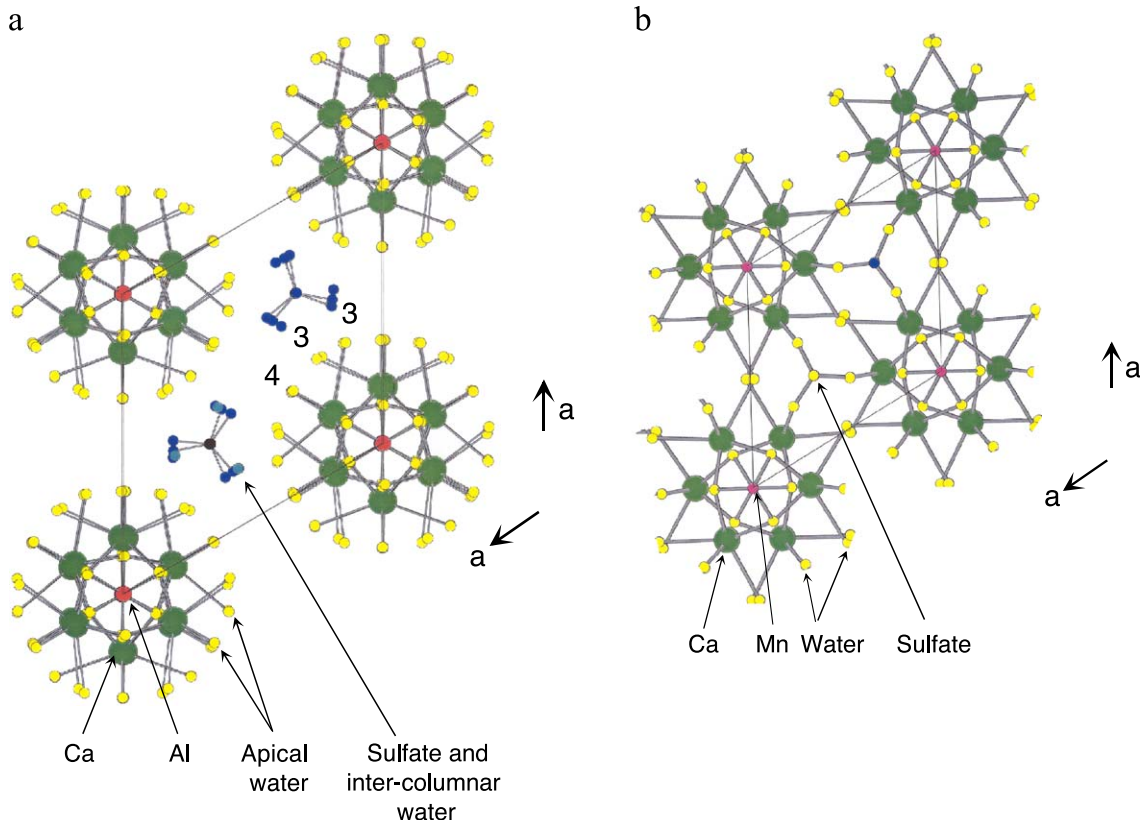 a
b
3
3
4
a
a
a
a
Ca
Al
Apical
water
Sulfate and
inter-columnar
water
Ca
Mn
Water
Sulfate